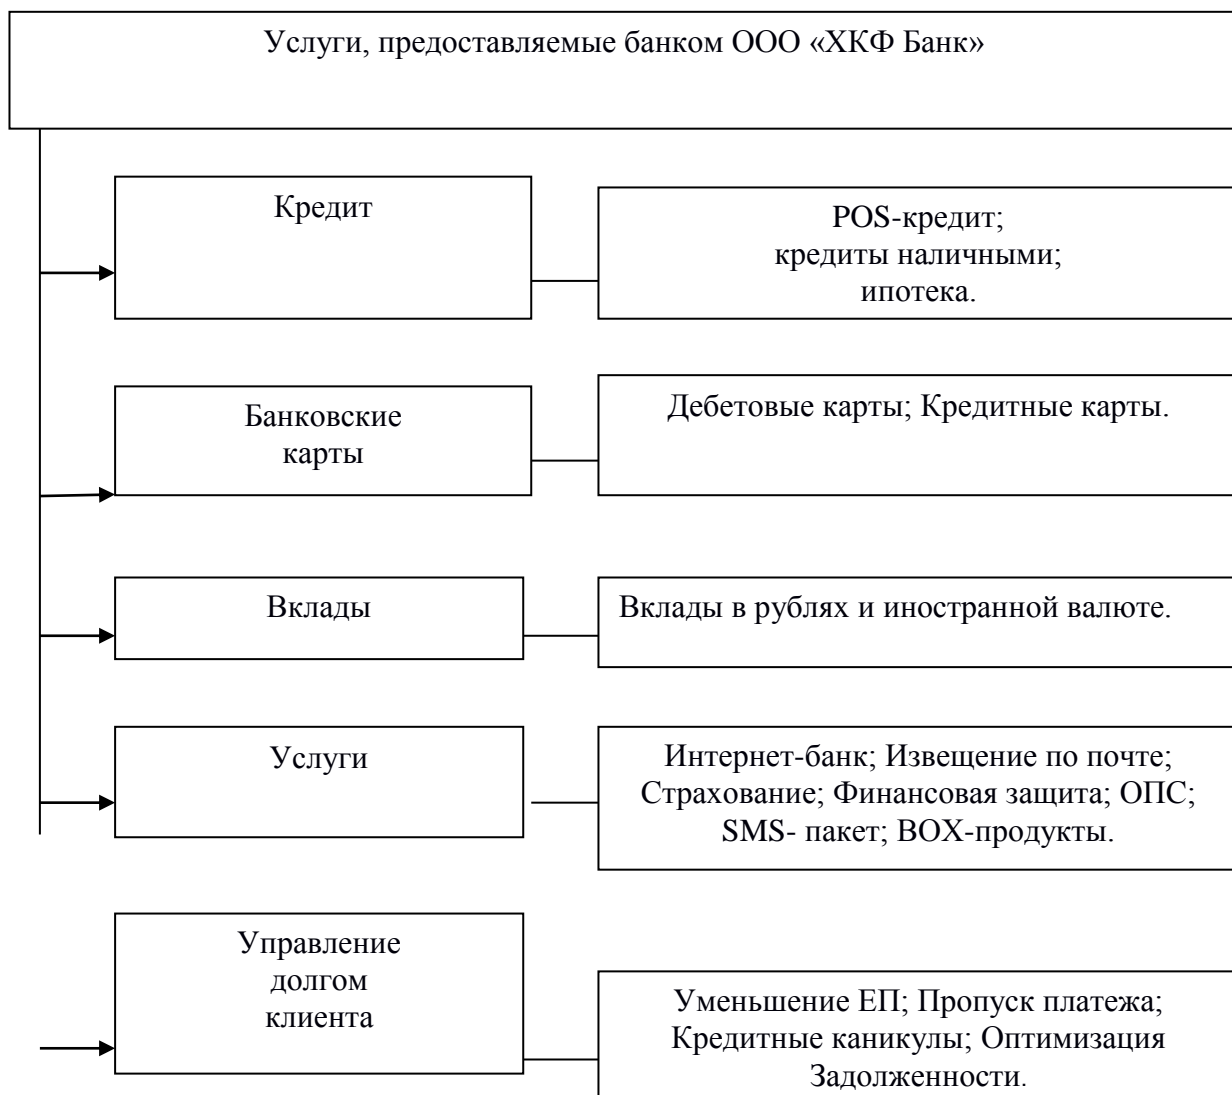 Услуги, предоставляемые банком ООО «ХКФ Банк»
Кредит
POS-кредит;
кредиты наличными;
ипотека.
Банковские
карты
Дебетовые карты; Кредитные карты.
Вклады
Вклады в рублях и иностранной валюте.
Услуги
Интернет-банк; Извещение по почте;
Страхование; Финансовая защита; ОПС;
SMS- пакет; BOX-продукты.
Управление
долгом
клиента
Уменьшение ЕП; Пропуск платежа;
Кредитные каникулы; Оптимизация
Задолженности.